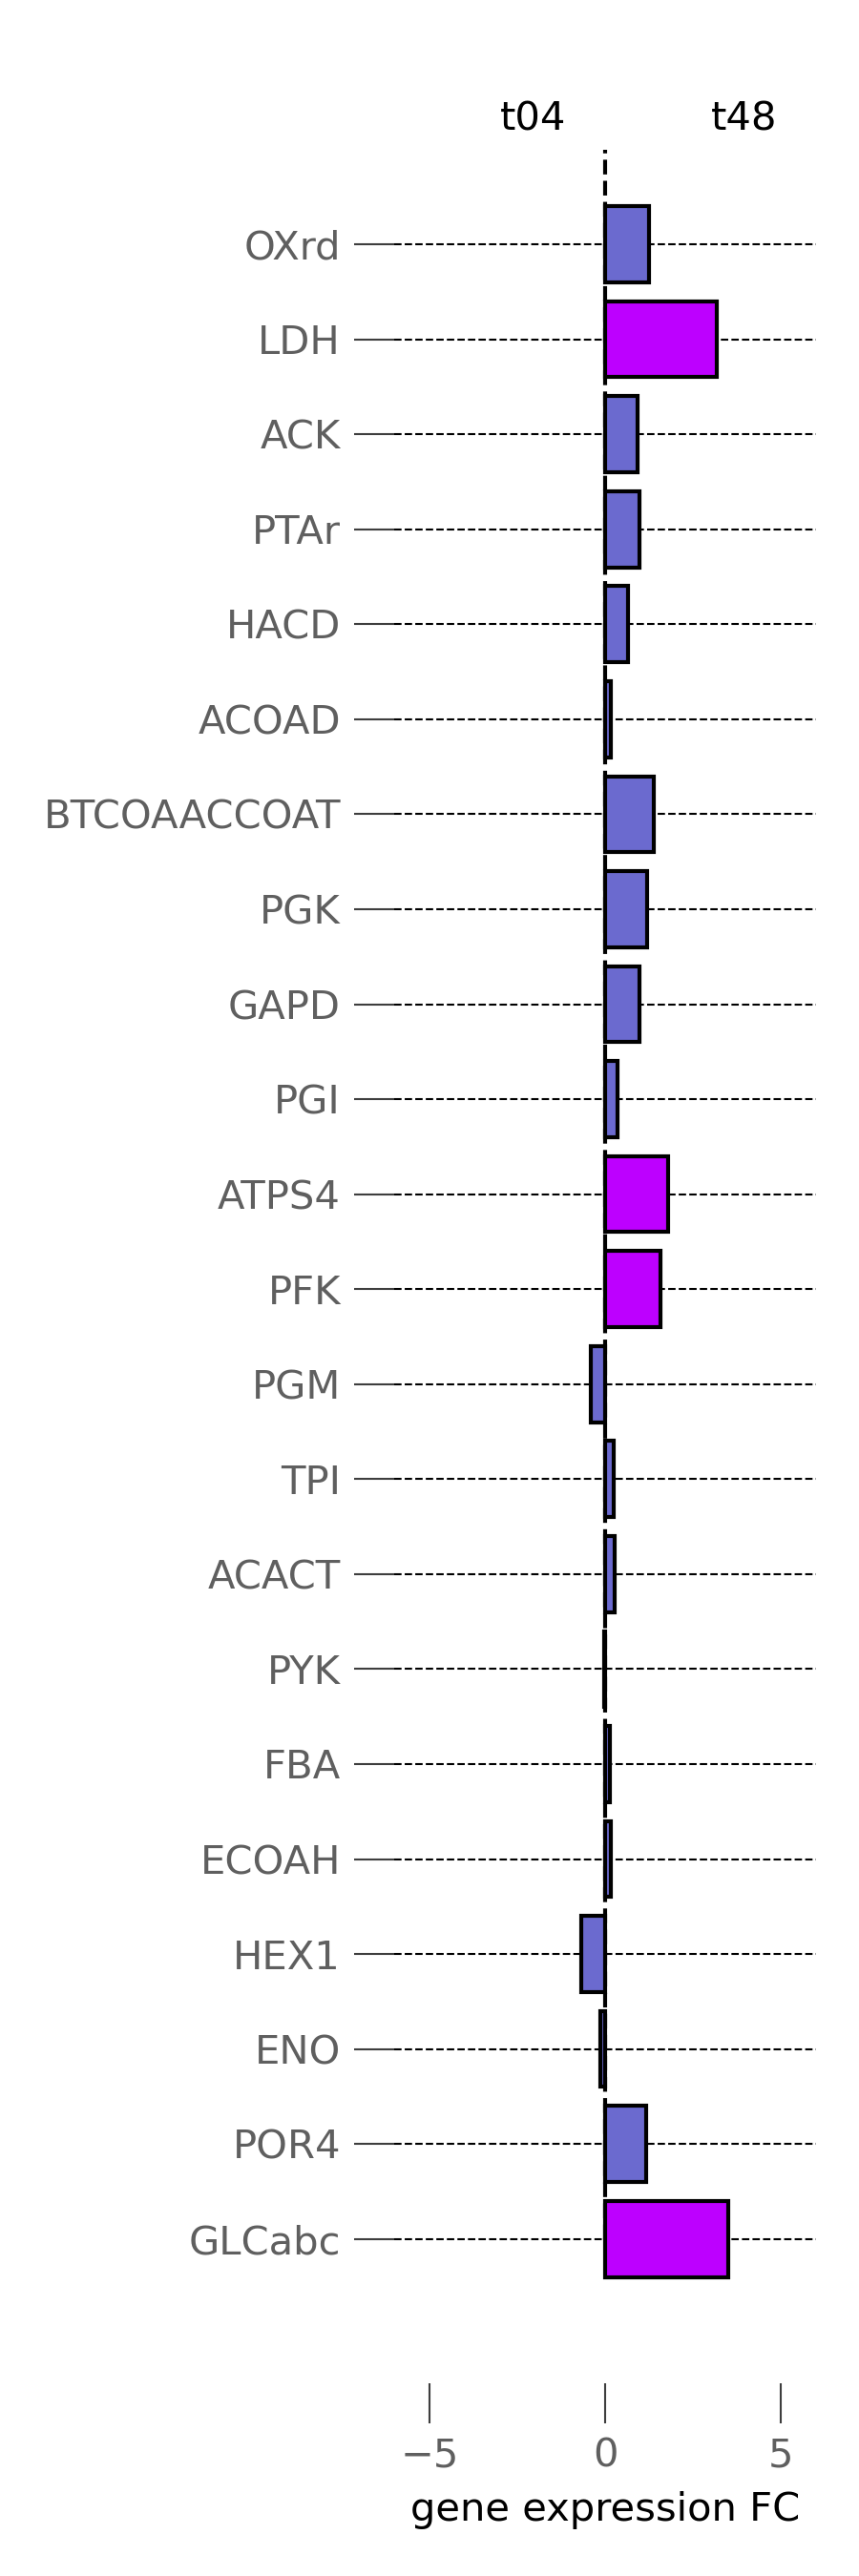 t04 t48
OXrd
LDH
ACK
PTAr
HACD
ACOAD
BTCOAACCOAT
PGK
GAPD
PGI
ATPS4
PFK
PGM
TPI
ACACT
PYK
FBA
ECOAH
HEX1
ENO
POR4
GLCabc
−5 0 5
gene expression FC